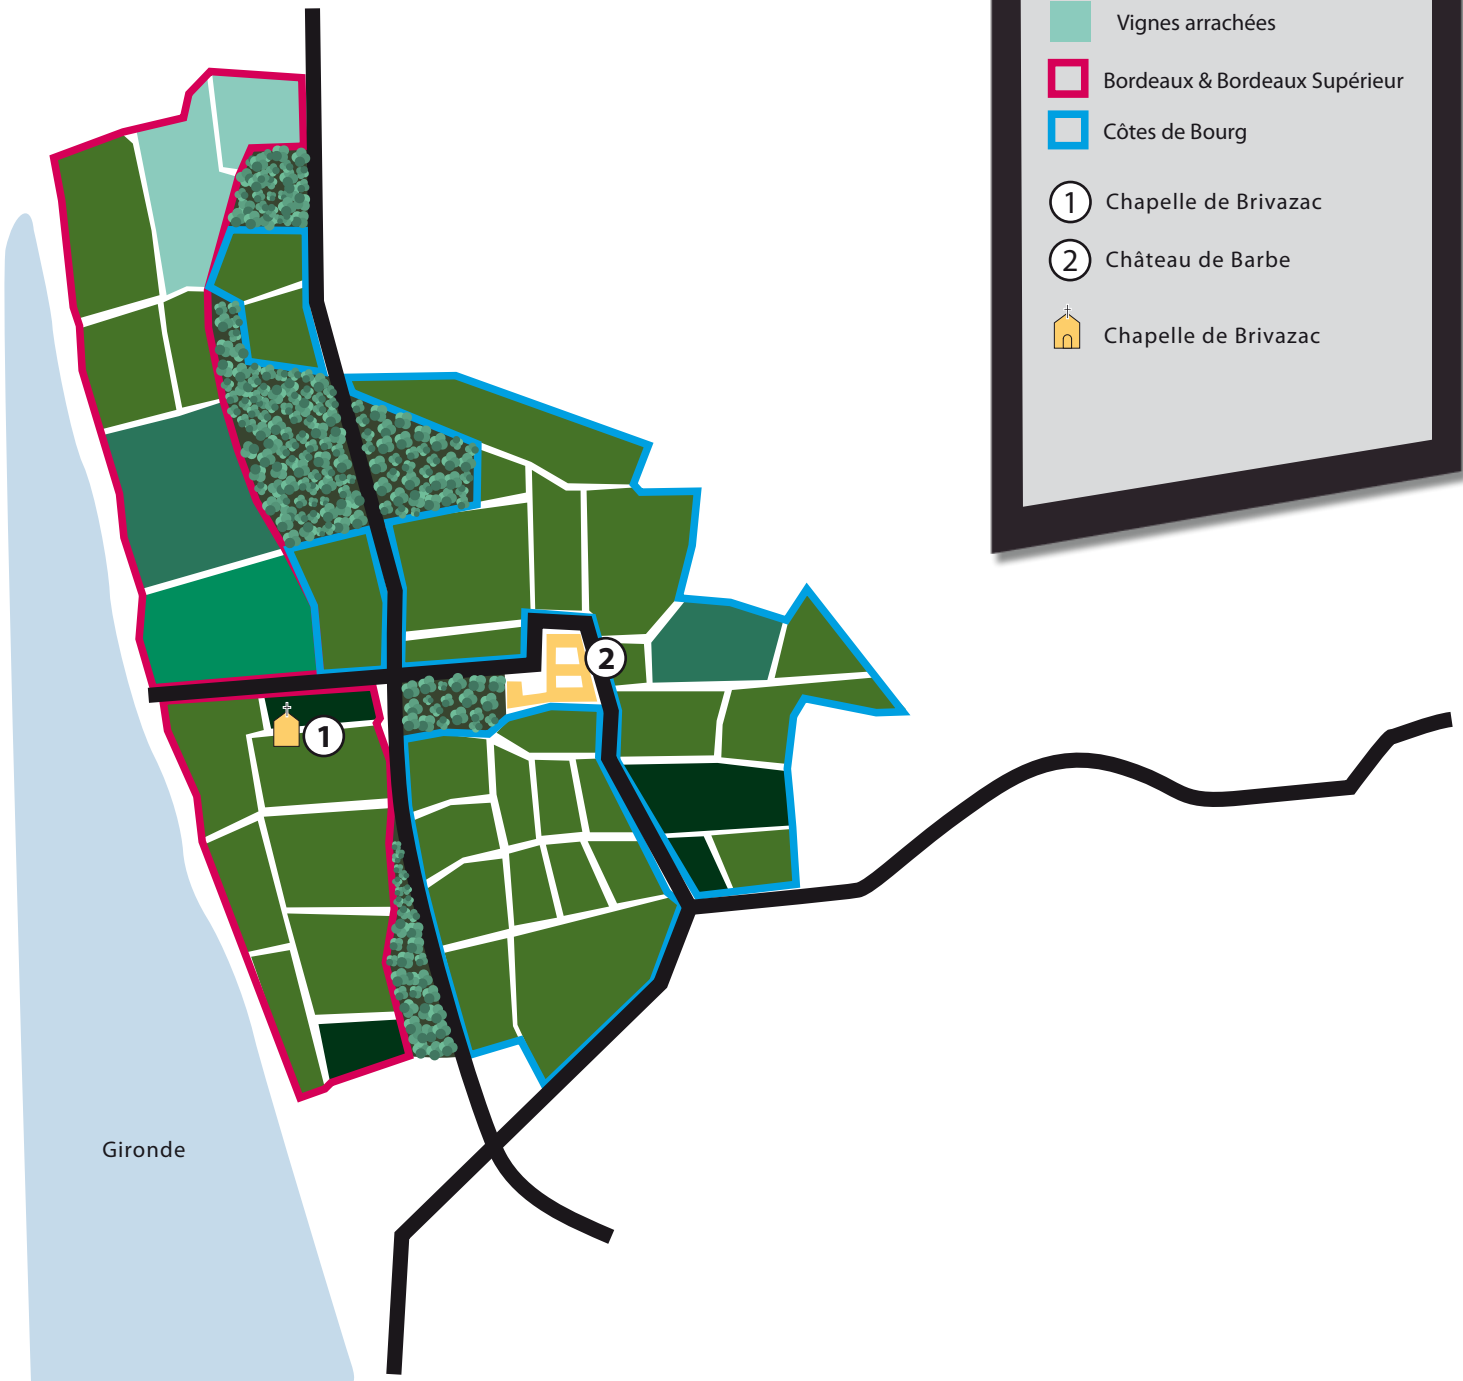 Vignes arrachées
Bordeaux & Bordeaux Supérieur
Côtes de Bourg
1 Chapelle de Brivazac
2 Château de Barbe
Chapelle de Brivazac
2
1
Gironde